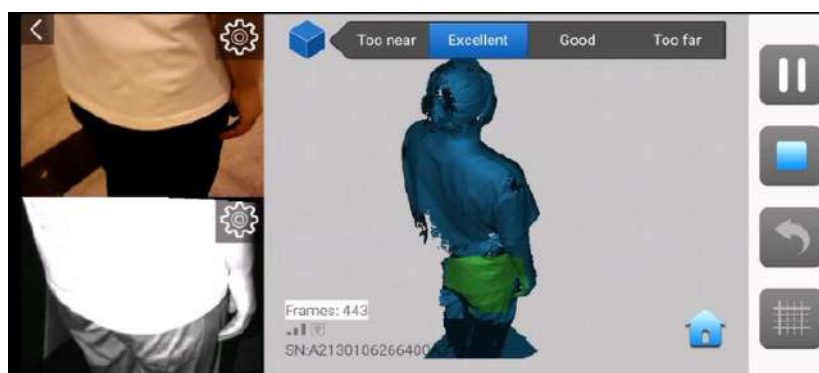 Too near
Excellent
Good
Too far
Frames: 443
SN:A2130106266400